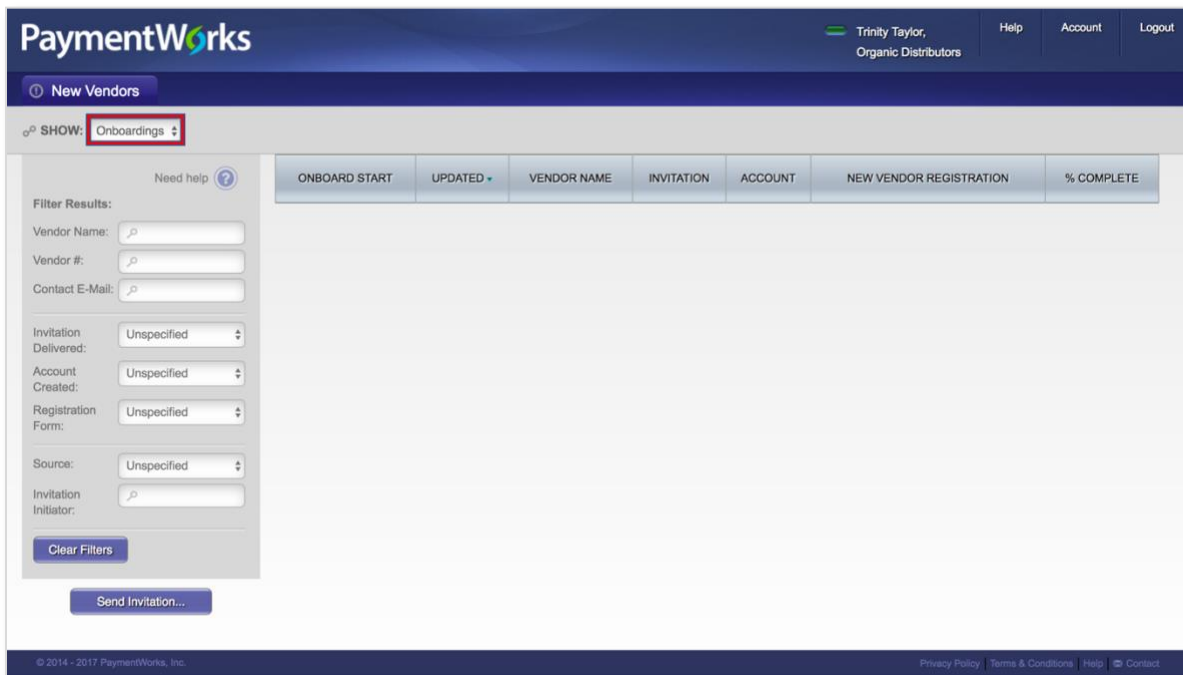 PaymentWorks
Trinity Taylor,
Organic Distributors
Help
Account
Logout
New Vendors
SHOW: Onboardings
Need help ?
Filter Results:
Vendor Name:
Vendor #:
Contact E-Mail:
Invitation
Delivered:
Unspecified
Account
Created:
Unspecified
Registration
Form:
Unspecified
Source:
Unspecified
Invitation
Initiator:
Clear Filters
Send Invitation...
ONBOARD START
UPDATED
VENDOR NAME
INVITATION
ACCOUNT
NEW VENDOR REGISTRATION
% COMPLETE
© 2014 - 2017 PaymentWorks, Inc.
Privacy Policy | Terms & Conditions | Help | Contact